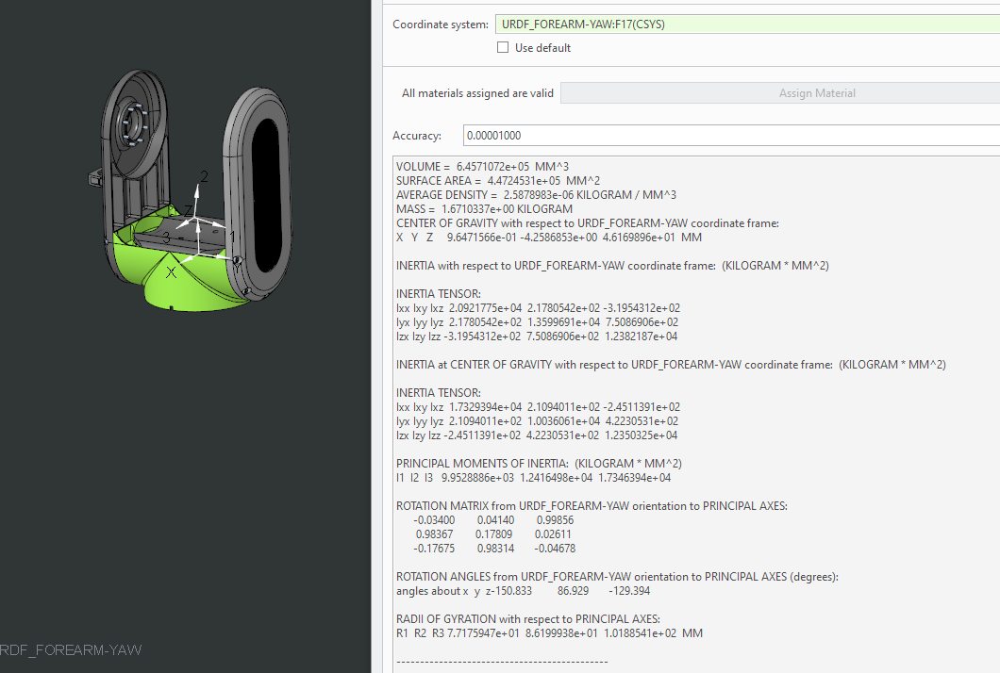 Coordinate system: URDF_FOREARM-YAW:F17(CSYS)
Use default
All materials assigned are valid Assign Material
Accuracy: 0.00001000
VOLUME = 6.4571072e+05 MM^3
SURFACE AREA = 4.4724531e+05 MM^2
AVERAGE DENSITY = 2.5878983e-06 KILOGRAM / MM^3
MASS = 1.6710337e+00 KILOGRAM
CENTER OF GRAVITY with respect to URDF_FOREARM-YAW coordinate frame:
X Y Z 9.6471566e-01 -4.2586853e+00 4.6169896e+01 MM
INERTIA with respect to URDF_FOREARM-YAW coordinate frame: (KILOGRAM * MM^2)
INERTIA TENSOR:
Ixx Ixy Ixz 2.0921775e+04 2.1780542e+02 -3.1954312e+02
Iyx Iyy Iyz 2.1780542e+02 1.3599691e+04 7.5086906e+02
Izx Izy Izz -3.1954312e+02 7.5086906e+02 1.2382187e+04
INERTIA at CENTER OF GRAVITY with respect to URDF_FOREARM-YAW coordinate frame: (KILOGRAM * MM^2)
INERTIA TENSOR:
Ixx Ixy Ixz 1.7329394e+04 2.1094011e+02 -2.4511391e+02
Iyx Iyy Iyz 2.1094011e+02 1.0036061e+04 4.2230531e+02
Izx Izy Izz -2.4511391e+02 4.2230531e+02 1.2350325e+04
PRINCIPAL MOMENTS OF INERTIA: (KILOGRAM * MM^2)
I1 I2 I3 9.9528886e+03 1.2416498e+04 1.7346394e+04
ROTATION MATRIX from URDF_FOREARM-YAW orientation to PRINCIPAL AXES:
-0.03400 0.04140 0.99856
0.98367 0.17809 0.02611
-0.17675 0.98314 -0.04678
ROTATION ANGLES from URDF_FOREARM-YAW orientation to PRINCIPAL AXES (degrees):
angles about x y z-150.833 86.929 -129.394
RADII OF GYRATION with respect to PRINCIPAL AXES:
R1 R2 R3 7.7175947e+01 8.6199938e+01 1.0188541e+02 MM
---------------------------------------------
2
Z
3
1
X
RDF_FOREARM-YAW